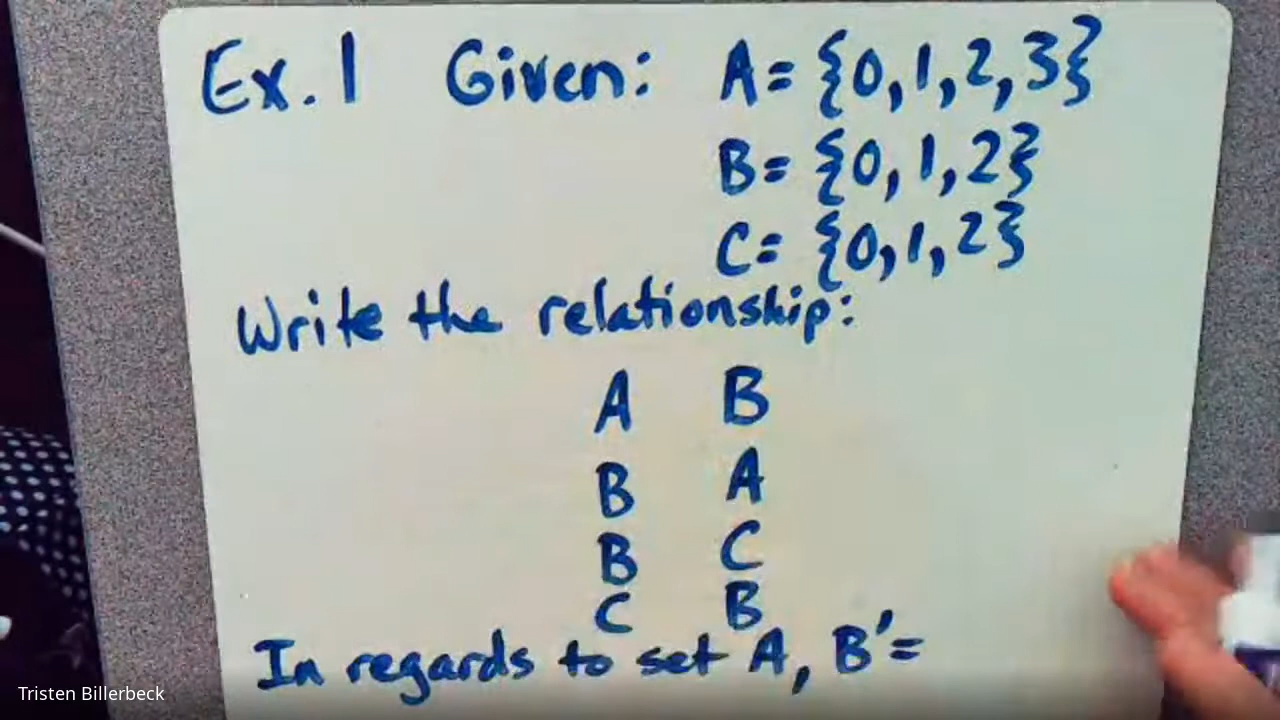 Ex. 1 Given: A= {0,1,2,3}
B= {0,1,2}
C= {0,1,2}
Write the relationship:
A B
B A
B C
C B
In regards to set A, B'=
Tristen Billerbeck